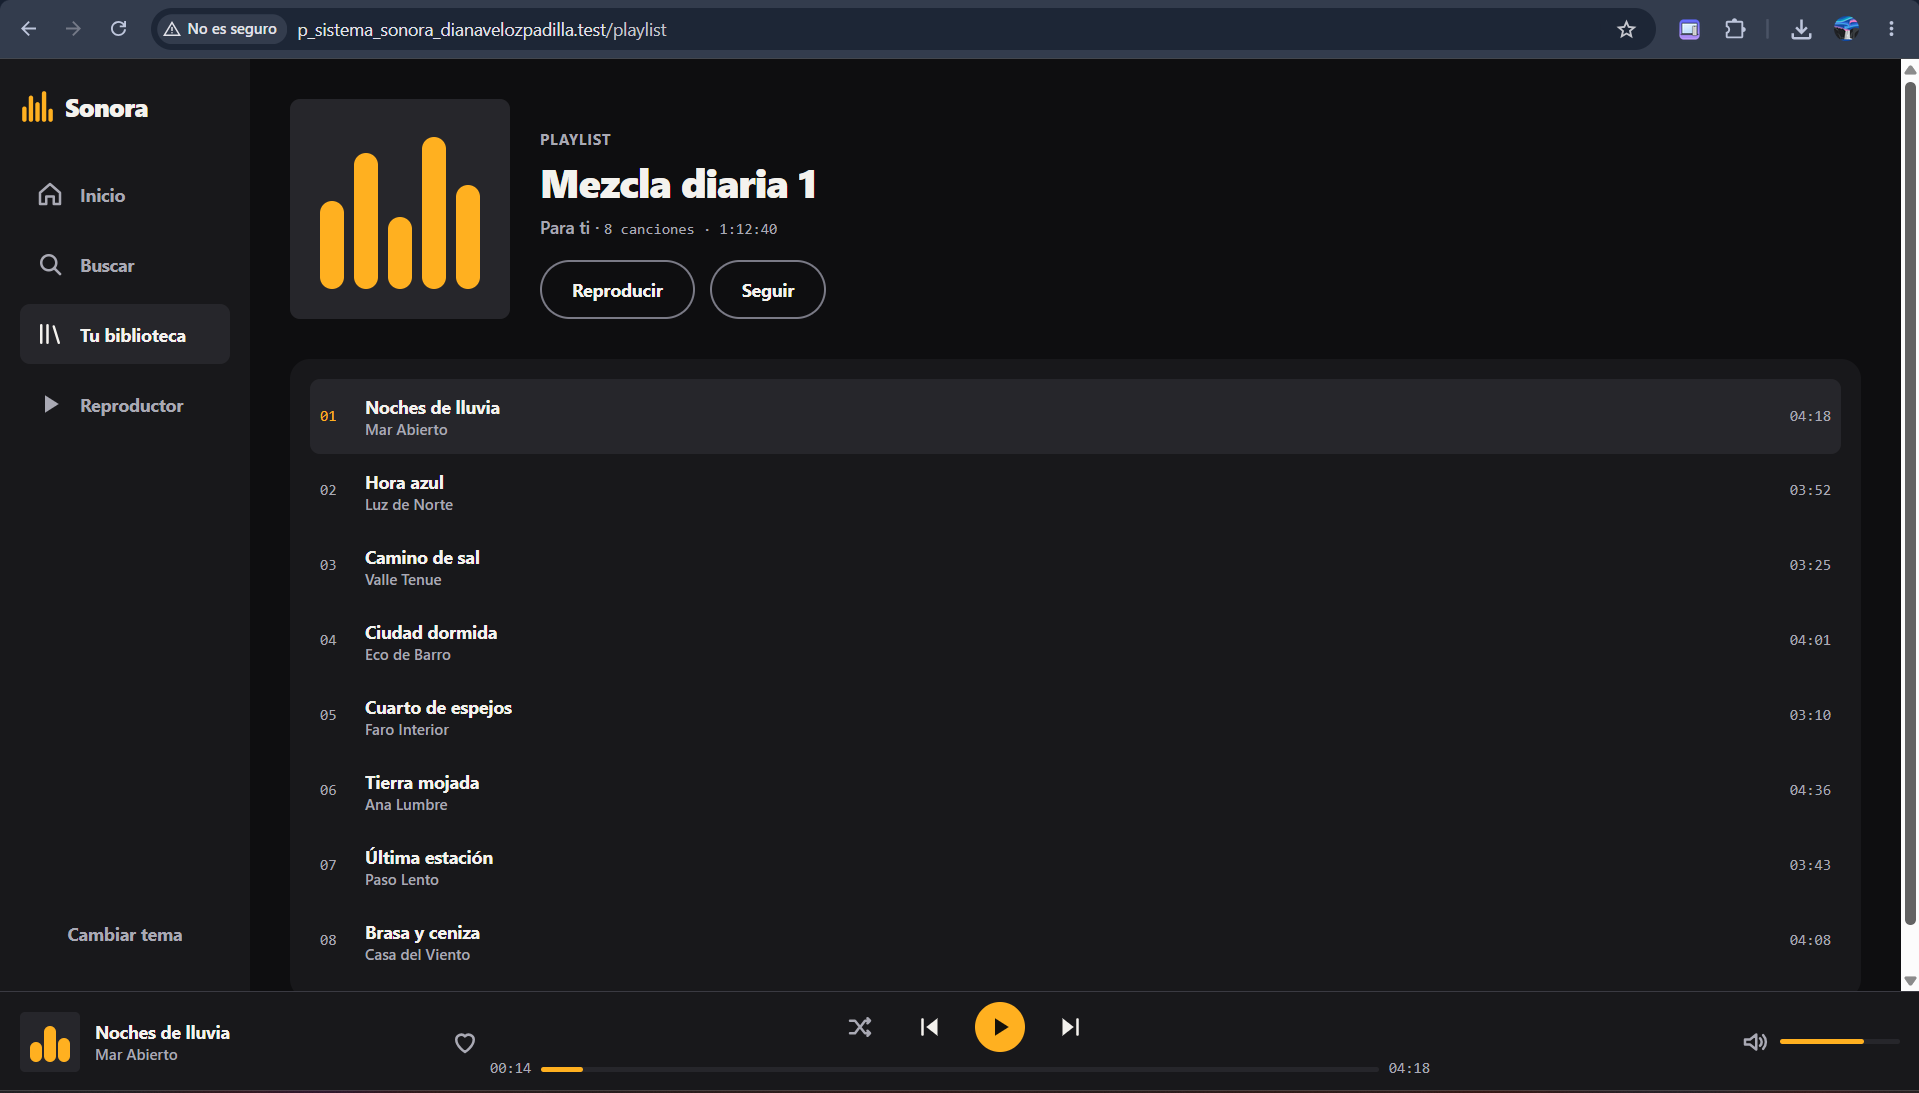 No es seguro
p_sistema_sonora_dianavelozpadilla.test/playlist
Sonora
Inicio
Buscar
Tu biblioteca
Reproductor
Cambiar tema
PLAYLIST
Mezcla diaria 1
Para ti · 8 canciones · 1:12:40
Reproducir
Seguir
01 Noches de lluvia 04:18
Mar Abierto
02 Hora azul 03:52
Luz de Norte
03 Camino de sal 03:25
Valle Tenue
04 Ciudad dormida 04:01
Eco de Barro
05 Cuarto de espejos 03:10
Faro Interior
06 Tierra mojada 04:36
Ana Lumbre
07 Última estación 03:43
Paso Lento
08 Brasa y ceniza 04:08
Casa del Viento
Noches de lluvia
Mar Abierto
00:14
04:18